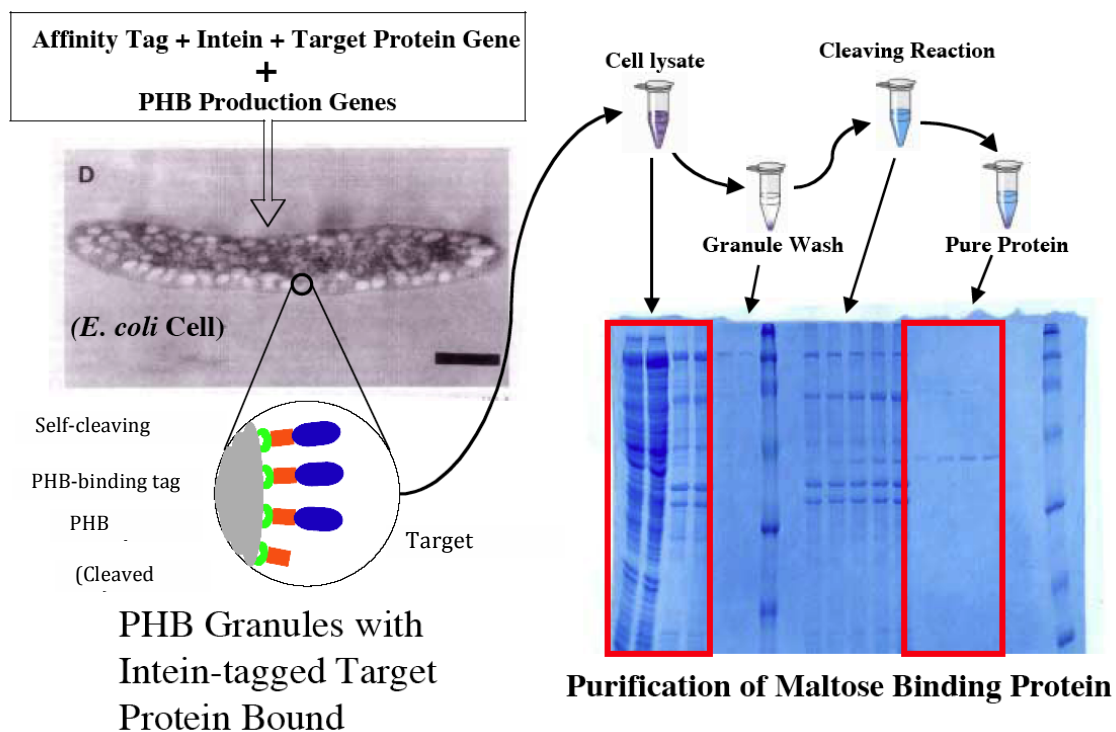 Affinity Tag + Intein + Target Protein Gene
+
PHB Production Genes
D
(E. coli Cell)
Self-cleaving
PHB-binding tag
PHB
(Cleaved
Target
PHB Granules with
Intein-tagged Target
Protein Bound
Cell lysate
Cleaving Reaction
Granule Wash
Pure Protein
Purification of Maltose Binding Protein